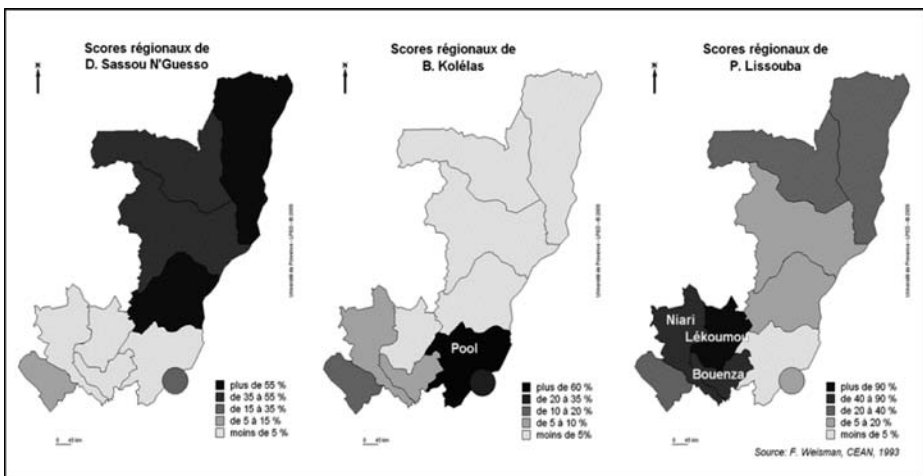 Scores régionaux de
D. Sassou N'Guesso
N
plus de 55 %
de 35 à 55 %
de 15 à 35 %
de 5 à 15 %
moins de 5 %
Scores régionaux de
B. Kolélas
N
Pool
plus de 60 %
de 20 à 35 %
de 10 à 20 %
de 5 à 10 %
moins de 5%
Scores régionaux de
P. Lissouba
N
Niari
Lékoumou
Bouenza
plus de 90 %
de 40 à 90 %
de 20 à 40 %
de 5 à 20 %
moins de 5 %
Source: F. Weisman, CEAN, 1993